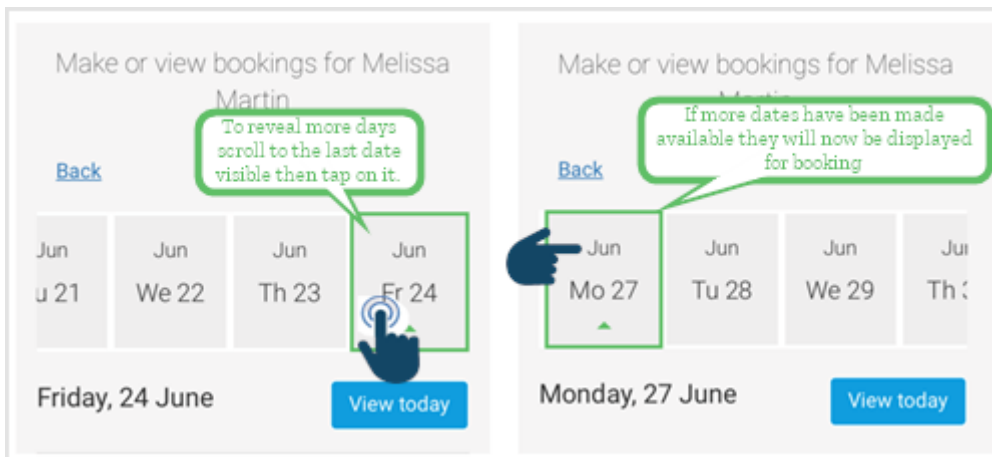 Make or view bookings for Melissa
Martin
To reveal more days
scroll to the last date
visible then tap on it.
Back
Jun Jun Jun Jun
u 21 We 22 Th 23 Fr 24
Friday, 24 June
View today
Make or view bookings for Melissa
If more dates have been made
available they will now be displayed
for booking
Back
Jun Jun Jun
Mo 27 Tu 28 We 29 Th
Monday, 27 June
View today